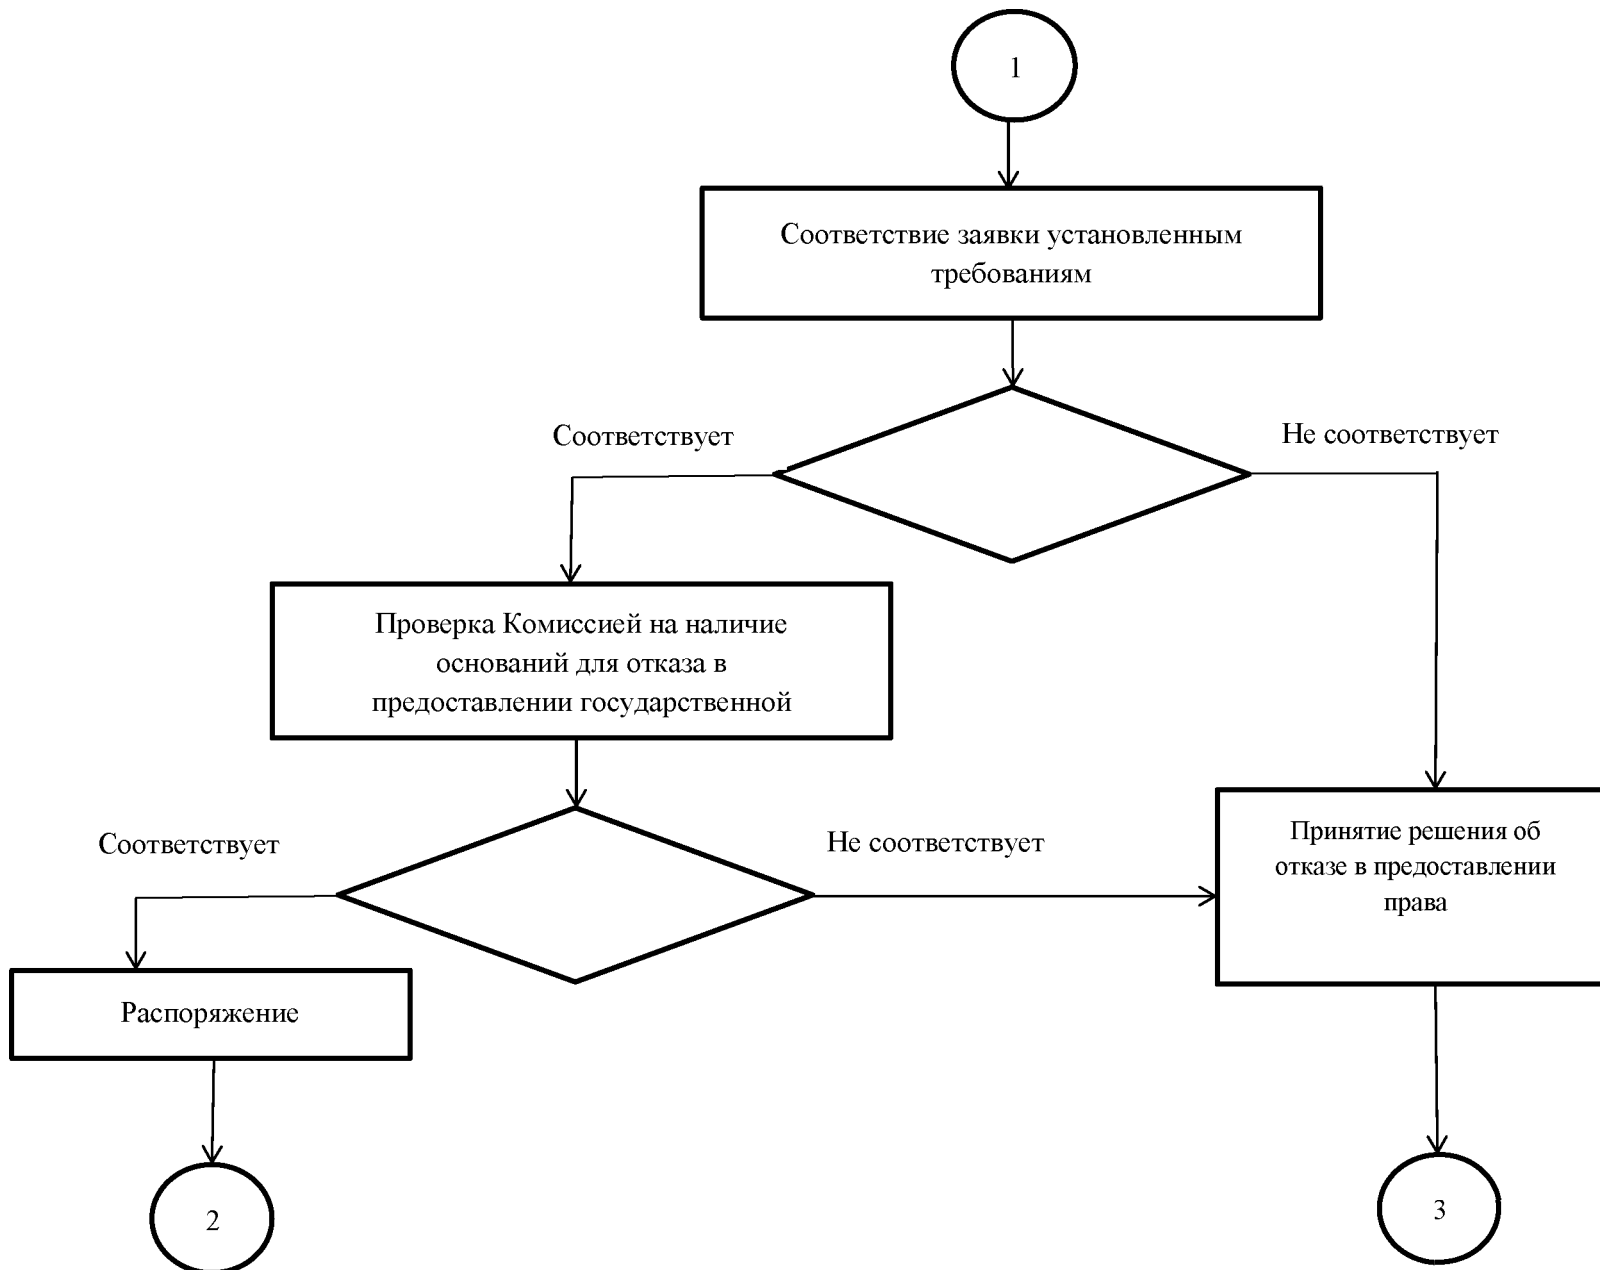 1
Соответствие заявки установленным
требованиям
Соответствует
Не соответствует
Проверка Комиссией на наличие
оснований для отказа в
предоставлении государственной
Соответствует
Не соответствует
Принятие решения об
отказе в предоставлении
права
Распоряжение
2
3